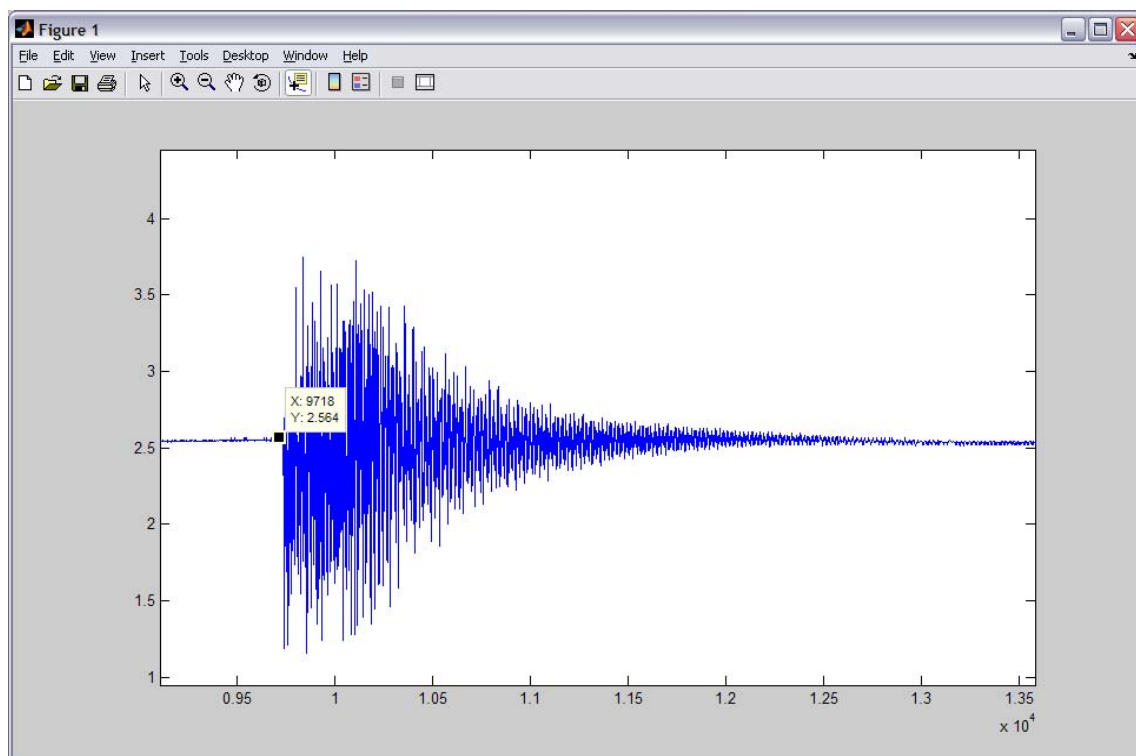 Figure 1
File Edit View Insert Tools Desktop Window Help
4
3.5
3
X: 9718
Y: 2.564
2.5
2
1.5
1
0.95 1 1.05 1.1 1.15 1.2 1.25 1.3 1.35
x 10⁴